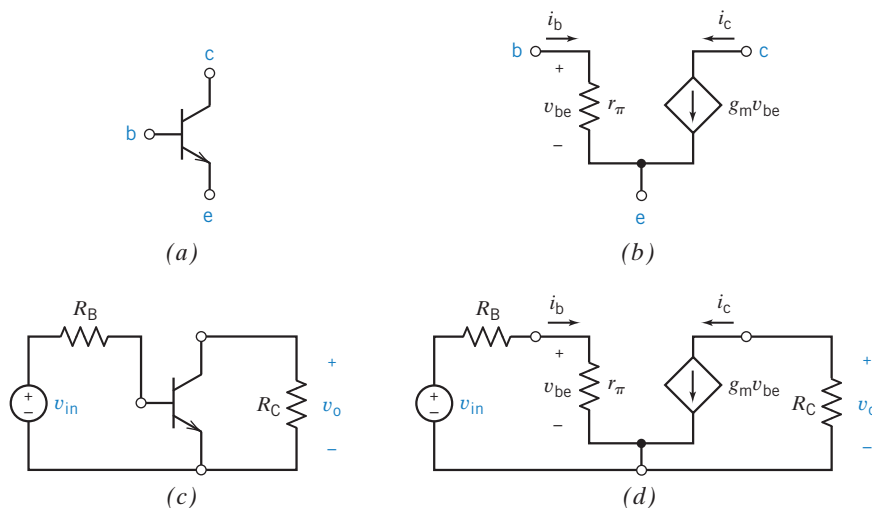 c
b
e
(a)
i_b
i_c
b
+
v_be
r_π
−
g_m v_be
c
e
(b)
R_B
+
−
v_in
R_C
+
v_o
−
(c)
R_B
i_b
i_c
+
−
v_in
+
v_be
r_π
−
g_m v_be
R_C
+
v_o
−
(d)